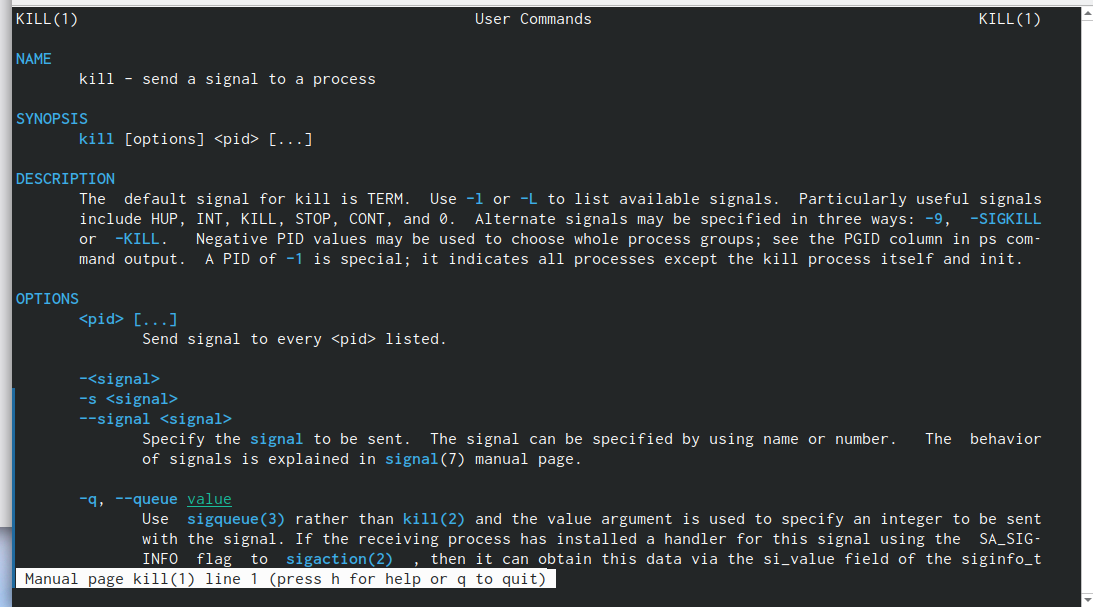 KILL(1) User Commands KILL(1)
NAME
kill - send a signal to a process
SYNOPSIS
kill [options] <pid> [...]
DESCRIPTION
The default signal for kill is TERM. Use -l or -L to list available signals. Particularly useful signals
include HUP, INT, KILL, STOP, CONT, and 0. Alternate signals may be specified in three ways: -9, -SIGKILL
or -KILL. Negative PID values may be used to choose whole process groups; see the PGID column in ps com-
mand output. A PID of -1 is special; it indicates all processes except the kill process itself and init.
OPTIONS
<pid> [...]
Send signal to every <pid> listed.
-<signal>
-s <signal>
--signal <signal>
Specify the signal to be sent. The signal can be specified by using name or number. The behavior
of signals is explained in signal(7) manual page.
-q, --queue value
Use sigqueue(3) rather than kill(2) and the value argument is used to specify an integer to be sent
with the signal. If the receiving process has installed a handler for this signal using the SA_SIG-
INFO flag to sigaction(2) , then it can obtain this data via the si_value field of the siginfo_t
Manual page kill(1) line 1 (press h for help or q to quit)